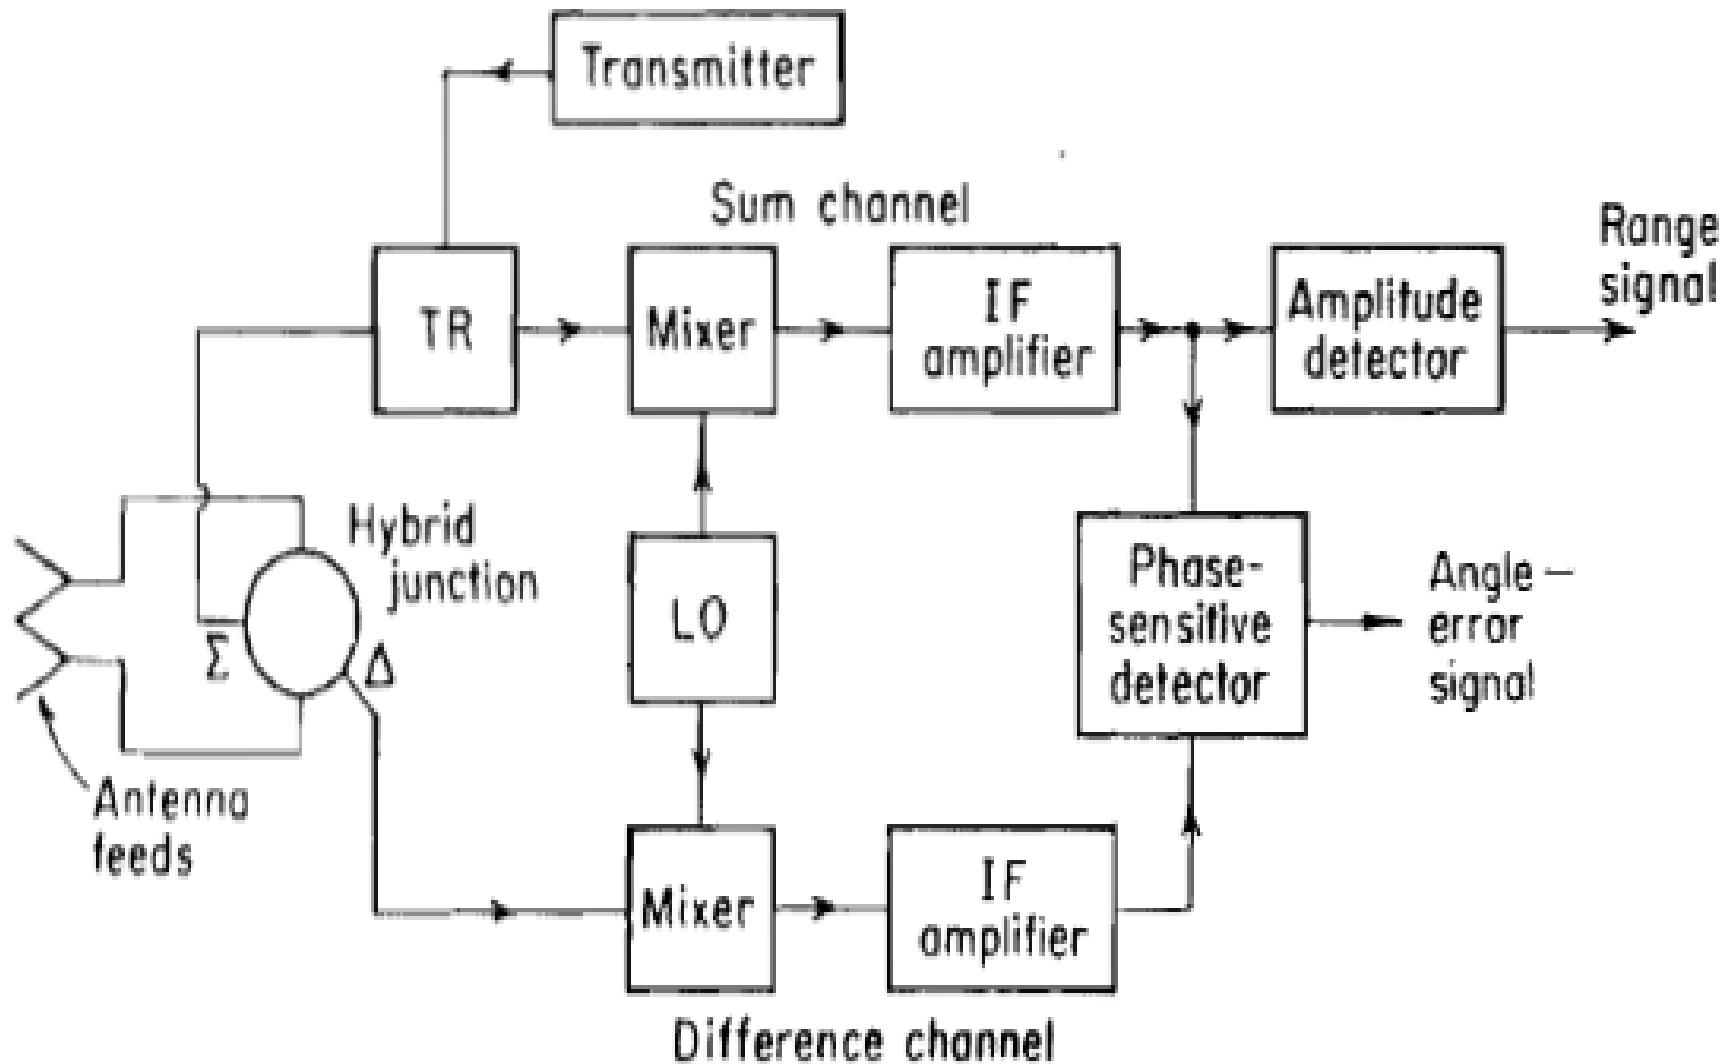 Transmitter
Sum channel
Range
signal
TR
Mixer
IF
amplifier
Amplitude
detector
Hybrid
junction
Σ
Δ
LO
Phase-
sensitive
detector
Angle –
error
signal
Antenna
feeds
Mixer
IF
amplifier
Difference channel